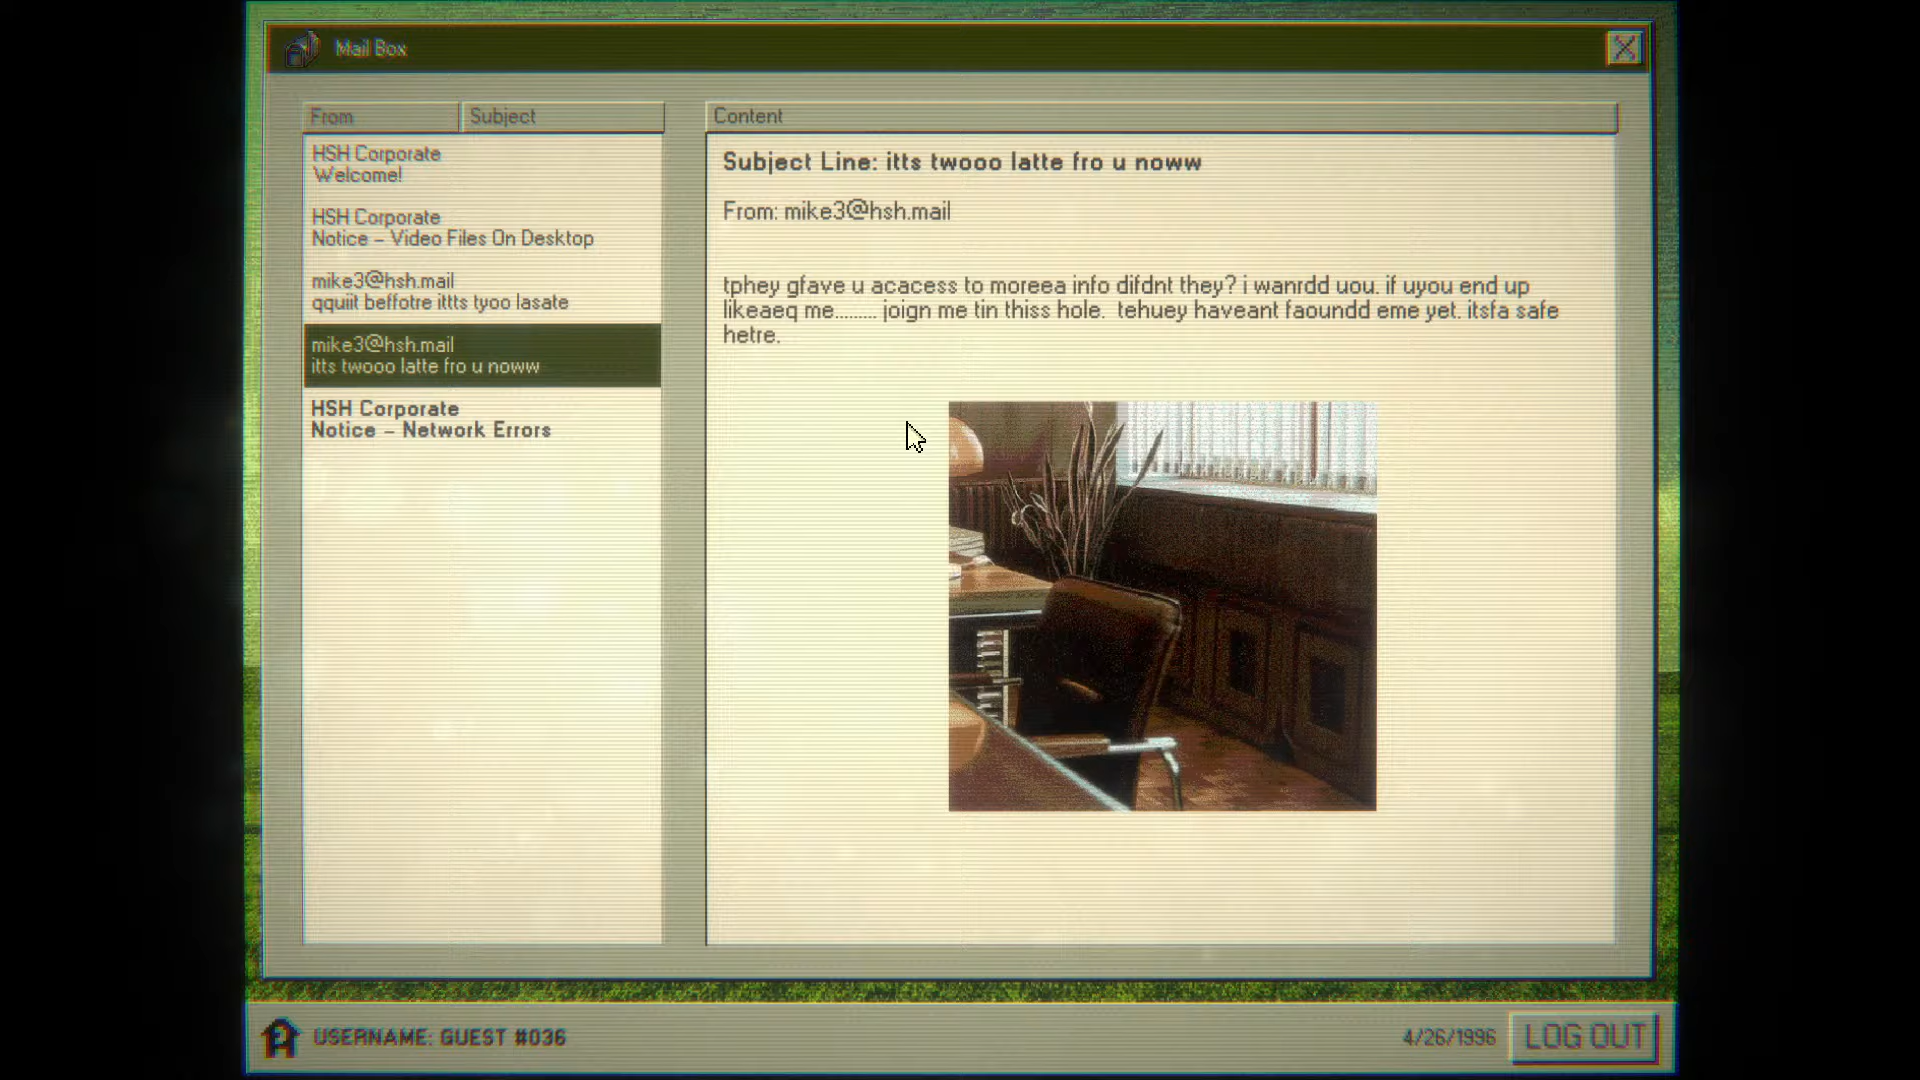 Mail Box
From Subject
HSH Corporate
Welcome!
HSH Corporate
Notice – Video Files On Desktop
mike3@hsh.mail
qquiit beffotre ittts tyoo lasate
mike3@hsh.mail
itts twooo latte fro u noww
HSH Corporate
Notice – Network Errors
Content
Subject Line: itts twooo latte fro u noww
From: mike3@hsh.mail
tphey gfave u acacess to moreea info difdnt they? i wanrdd uou. if uyou end up
likeaeq me......... joign me tin thiss hole. tehuey haveant faoundd eme yet. itsfa safe
hetre.
USERNAME: GUEST #036
4/26/1996
LOG OUT